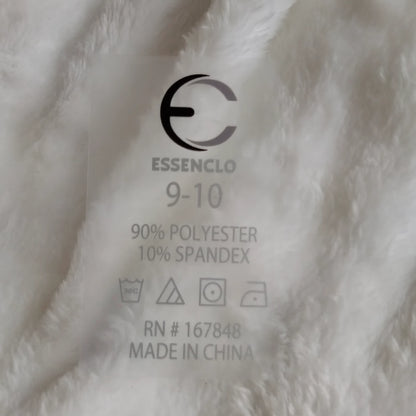 ESSENCLO
9-10
90% POLYESTER
10% SPANDEX
RN # 167848
MADE IN CHINA